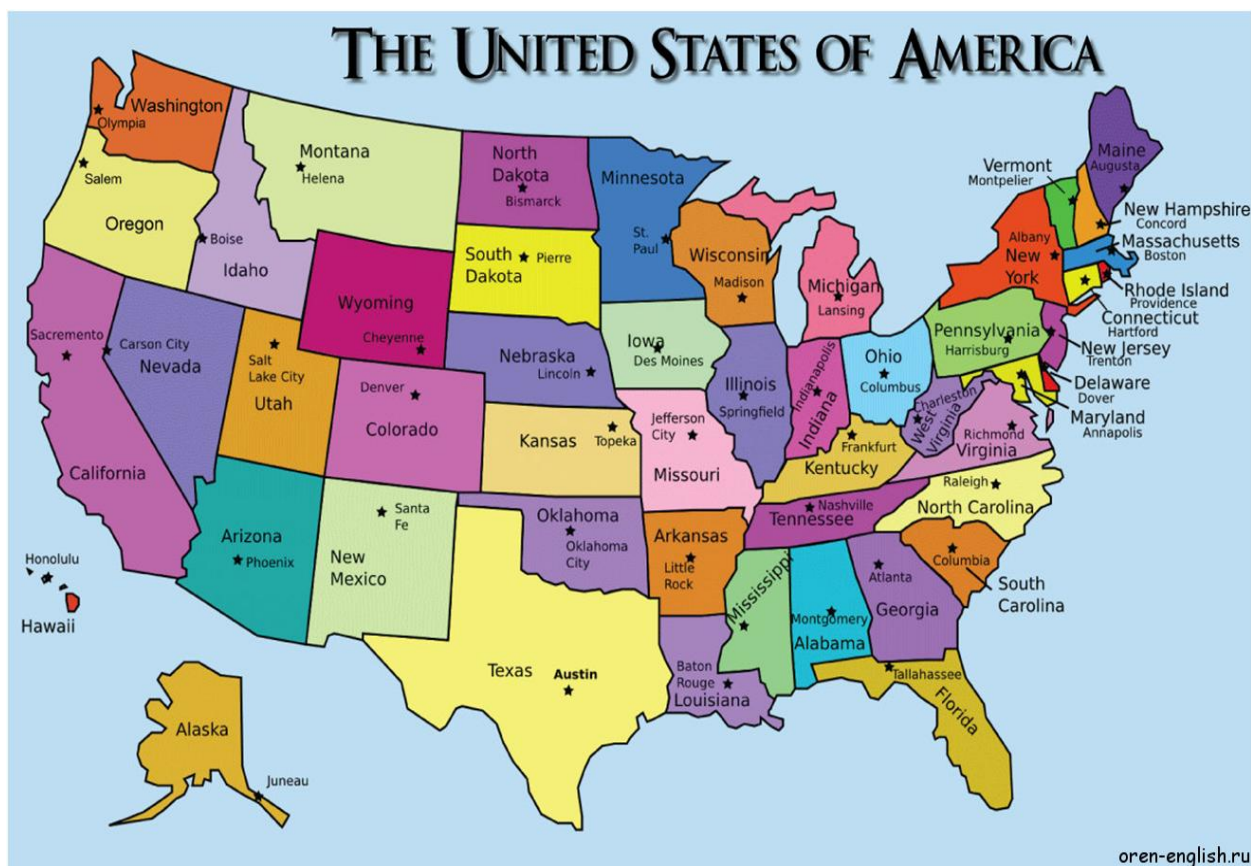 THE UNITED STATES OF AMERICA
Washington
Olympia
Salem
Oregon
Boise
Idaho
Montana
Helena
North
Dakota
Bismarck
South
Dakota
Pierre
Minnesota
St.
Paul
Wisconsin
Madison
Michigan
Lansing
Wyoming
Cheyenne
Sacremento
California
Carson City
Nevada
Salt
Lake City
Utah
Denver
Colorado
Nebraska
Lincoln
Iowa
Des Moines
Illinois
Springfield
Indianapolis
Indiana
Ohio
Columbus
Kansas
Topeka
Jefferson
City
Missouri
Frankfurt
Kentucky
Charleston
West
Virginia
Richmond
Virginia
Pennsylvania
Harrisburg
Albany
New
York
Vermont
Montpelier
Maine
Augusta
New Hampshire
Concord
Massachusetts
Boston
Rhode Island
Providence
Connecticut
Hartford
New Jersey
Trenton
Delaware
Dover
Maryland
Annapolis
Arizona
Phoenix
Santa
Fe
New
Mexico
Oklahoma
Oklahoma
City
Arkansas
Little
Rock
Nashville
Tennessee
Raleigh
North Carolina
Columbia
South
Carolina
Mississippi
Montgomery
Alabama
Atlanta
Georgia
Texas
Austin
Baton
Rouge
Louisiana
Tallahassee
Florida
Honolulu
Hawaii
Alaska
Juneau
oren-english.ru